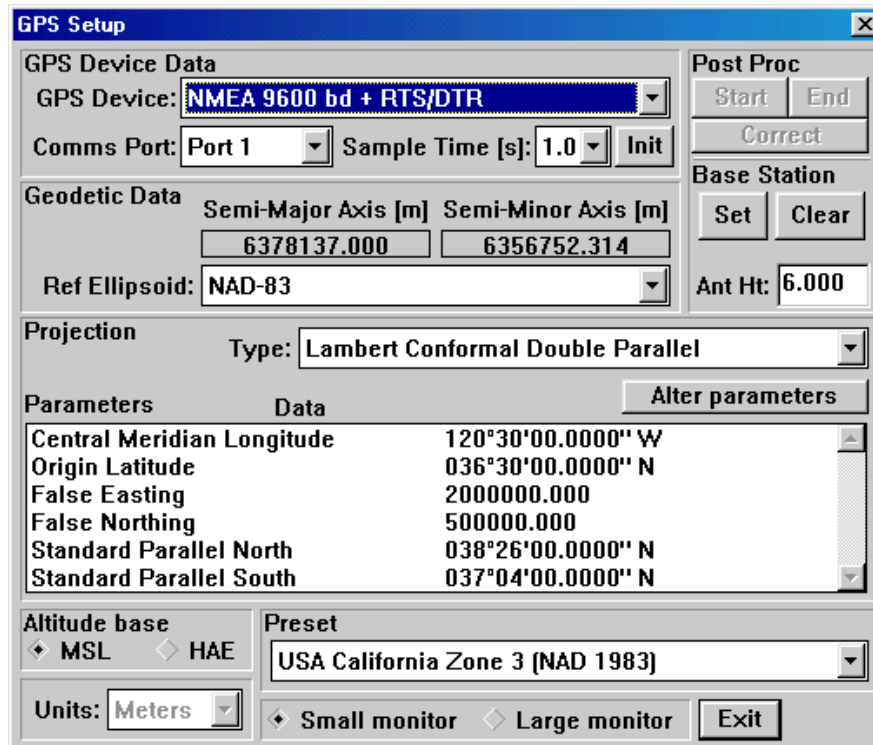 GPS Setup
GPS Device Data
GPS Device: NMEA 9600 bd + RTS/DTR
Comms Port: Port 1 Sample Time [s]: 1.0 Init
Post Proc
Start End
Correct
Geodetic Data
Semi-Major Axis [m] Semi-Minor Axis [m]
6378137.000 6356752.314
Ref Ellipsoid: NAD-83
Base Station
Set Clear
Ant Ht: 6.000
Projection
Type: Lambert Conformal Double Parallel
Alter parameters
Parameters Data
Central Meridian Longitude 120°30'00.0000" W
Origin Latitude 036°30'00.0000" N
False Easting 2000000.000
False Northing 500000.000
Standard Parallel North 038°26'00.0000" N
Standard Parallel South 037°04'00.0000" N
Altitude base
MSL HAE
Preset
USA California Zone 3 (NAD 1983)
Units: Meters
Small monitor Large monitor Exit